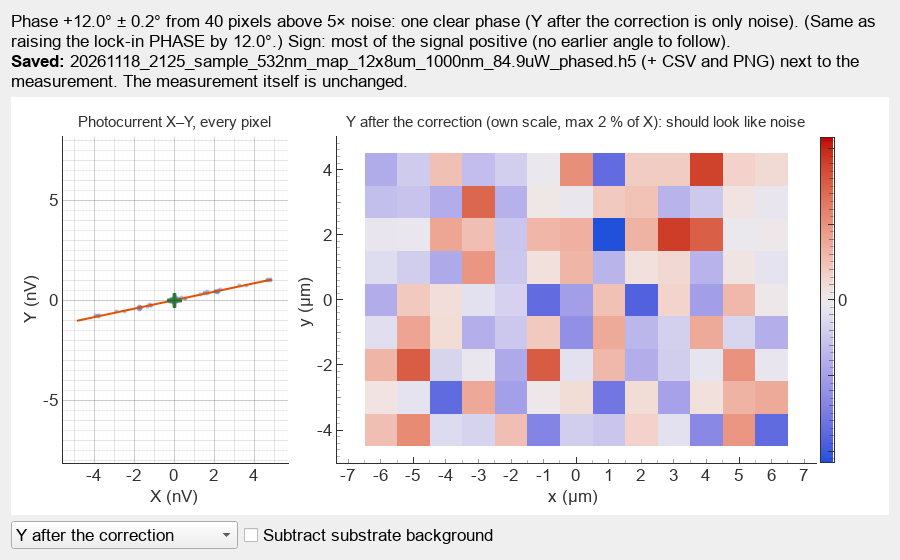 Phase +12.0° ± 0.2° from 40 pixels above 5× noise: one clear phase (Y after the correction is only noise). (Same as
raising the lock-in PHASE by 12.0°.) Sign: most of the signal positive (no earlier angle to follow).
Saved: 20261118_2125_sample_532nm_map_12x8um_1000nm_84.9uW_phased.h5 (+ CSV and PNG) next to the
measurement. The measurement itself is unchanged.
Photocurrent X–Y, every pixel
5
0
-5
Y (nV)
-4 -2 0 2 4
X (nV)
Y after the correction (own scale, max 2 % of X): should look like noise
4
2
0
-2
-4
y (µm)
-7 -6 -5 -4 -3 -2 -1 0 1 2 3 4 5 6 7
x (µm)
0
Y after the correction
Subtract substrate background